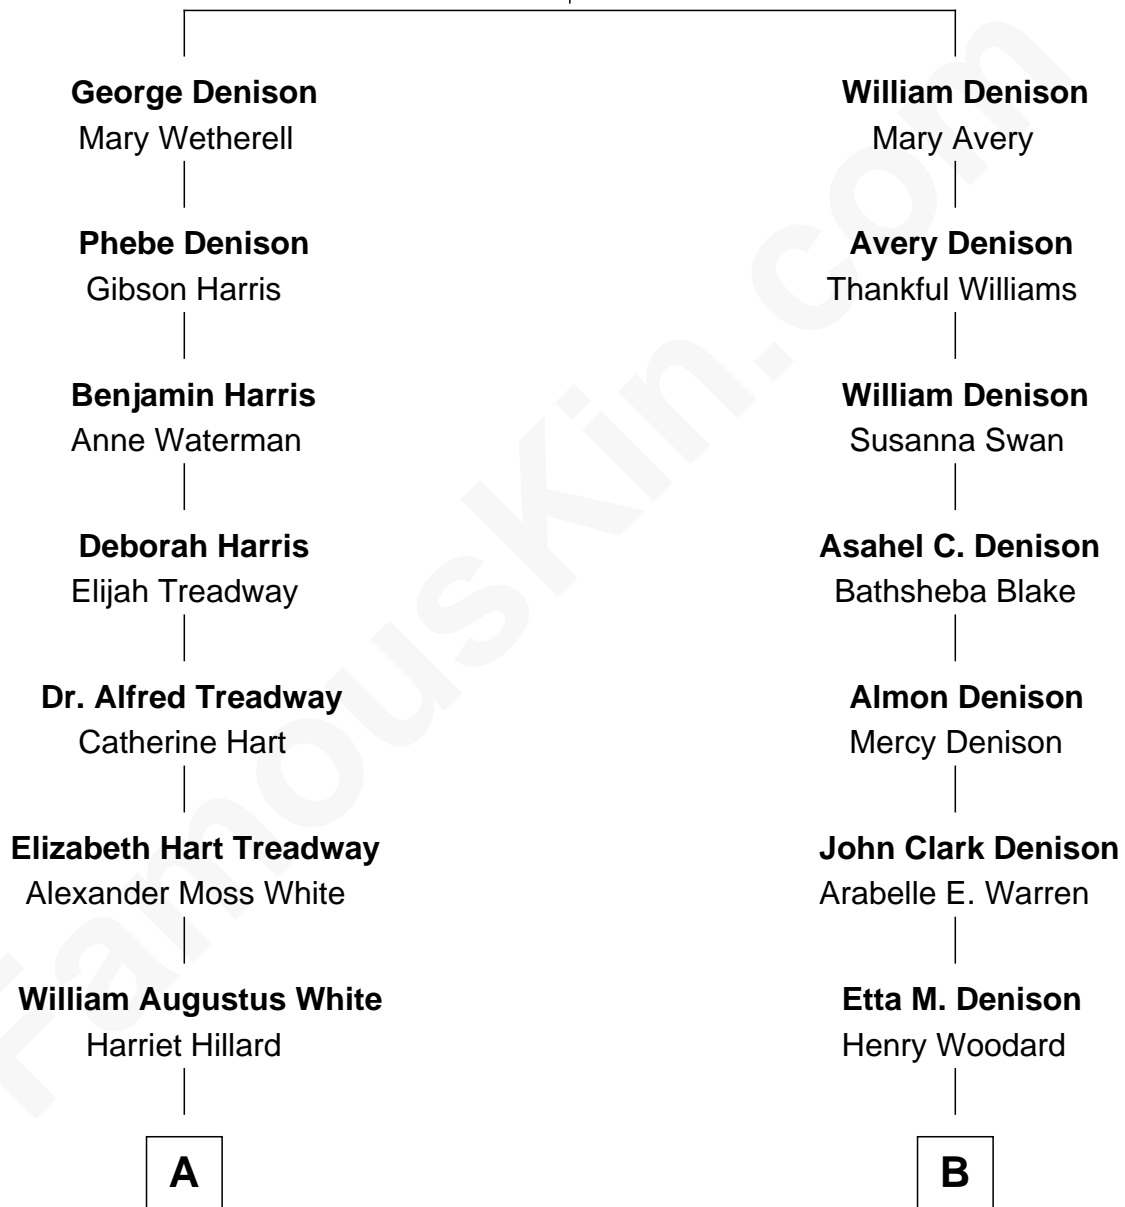 George Denison
Mary Wetherell
Phebe Denison
Gibson Harris
Benjamin Harris
Anne Waterman
Deborah Harris
Elijah Treadway
Dr. Alfred Treadway
Catherine Hart
Elizabeth Hart Treadway
Alexander Moss White
William Augustus White
Harriet Hillard
A
William Denison
Mary Avery
Avery Denison
Thankful Williams
William Denison
Susanna Swan
Asahel C. Denison
Bathsheba Blake
Almon Denison
Mercy Denison
John Clark Denison
Arabelle E. Warren
Etta M. Denison
Henry Woodard
B
FamousKin.com